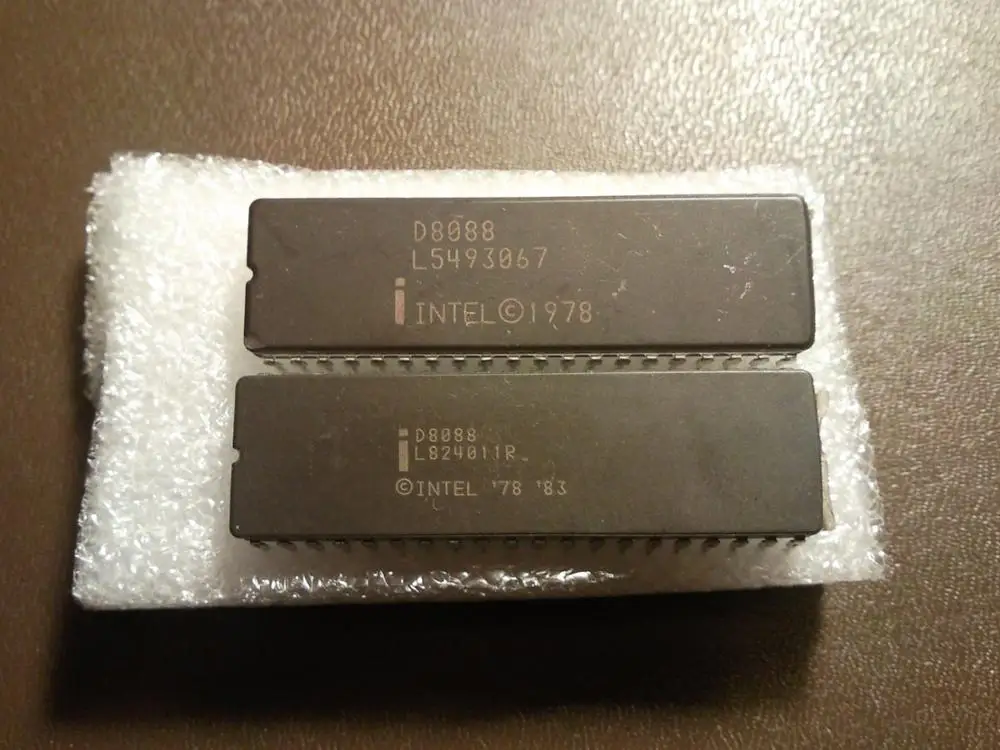 D8088
L5493067
i INTEL©1978
i D8088
L824011R
©INTEL '78 '83